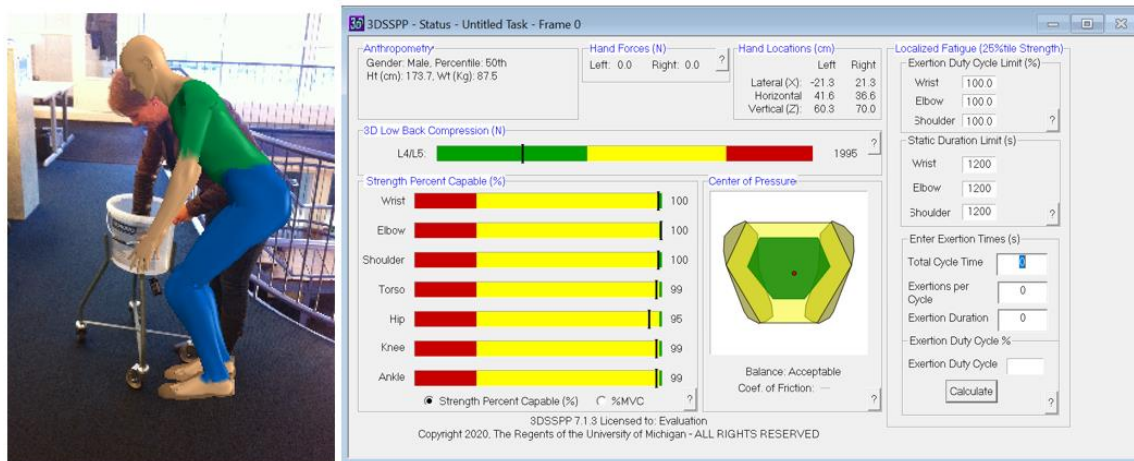 3DSSPP - Status - Untitled Task - Frame 0
Anthropometry
Gender: Male, Percentile: 50th
Ht (cm): 173.7, Wt (Kg): 87.5
Hand Forces (N)
Left: 0.0 Right: 0.0 ?
Hand Locations (cm)
Left Right
Lateral (X): -21.3 21.3
Horizontal 41.6 36.6
Vertical (Z): 60.3 70.0
3D Low Back Compression (N)
L4/L5: 1995 ?
Strength Percent Capable (%)
Wrist 100
Elbow 100
Shoulder 100
Torso 99
Hip 95
Knee 99
Ankle 99
Strength Percent Capable (%) %MVC ?
Center of Pressure
Balance: Acceptable
Coef. of Friction: ---
?
Localized Fatigue (25%tile Strength)
Exertion Duty Cycle Limit (%)
Wrist 100.0
Elbow 100.0
Shoulder 100.0 ?
Static Duration Limit (s)
Wrist 1200
Elbow 1200
Shoulder 1200 ?
Enter Exertion Times (s)
Total Cycle Time 0
Exertions per
Cycle 0
Exertion Duration 0
Exertion Duty Cycle %
Exertion Duty Cycle
Calculate ?
3DSSPP 7.1.3 Licensed to: Evaluation
Copyright 2020, The Regents of the University of Michigan - ALL RIGHTS RESERVED